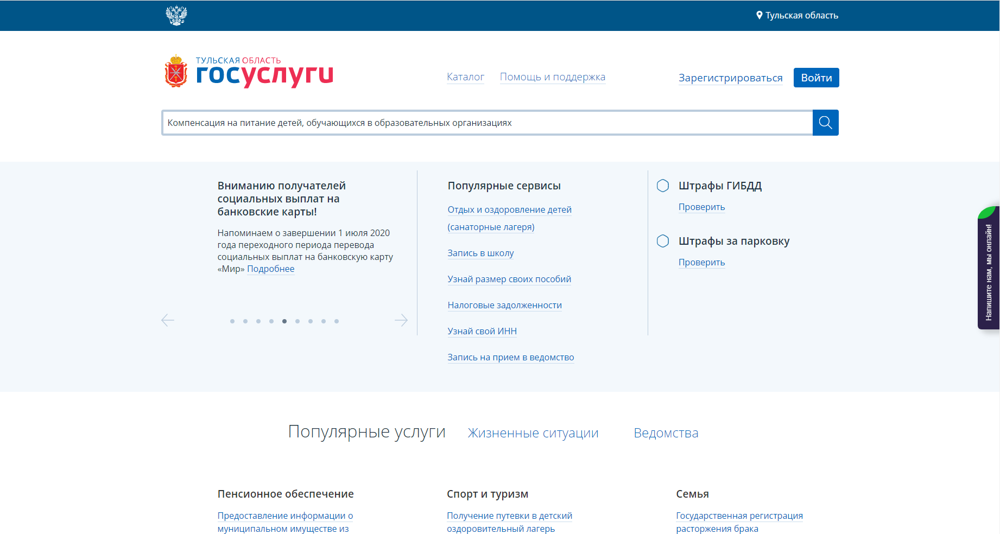 Тульская область
ТУЛЬСКАЯ ОБЛАСТЬ
госуслуги
Каталог
Помощь и поддержка
Зарегистрироваться
Войти
Компенсация на питание детей, обучающихся в образовательных организациях
Вниманию получателей
социальных выплат на
банковские карты!
Напоминаем о завершении 1 июля 2020
года переходного периода перевода
социальных выплат на банковскую карту
«Мир» Подробнее
Популярные сервисы
Отдых и оздоровление детей
(санаторные лагеря)
Запись в школу
Узнай размер своих пособий
Налоговые задолженности
Узнай свой ИНН
Запись на прием в ведомство
Штрафы ГИБДД
Проверить
Штрафы за парковку
Проверить
Напишите нам, мы онлайн!
Популярные услуги
Жизненные ситуации
Ведомства
Пенсионное обеспечение
Предоставление информации о
муниципальном имуществе из
Спорт и туризм
Получение путевки в детский
оздоровительный лагерь
Семья
Государственная регистрация
расторжения брака